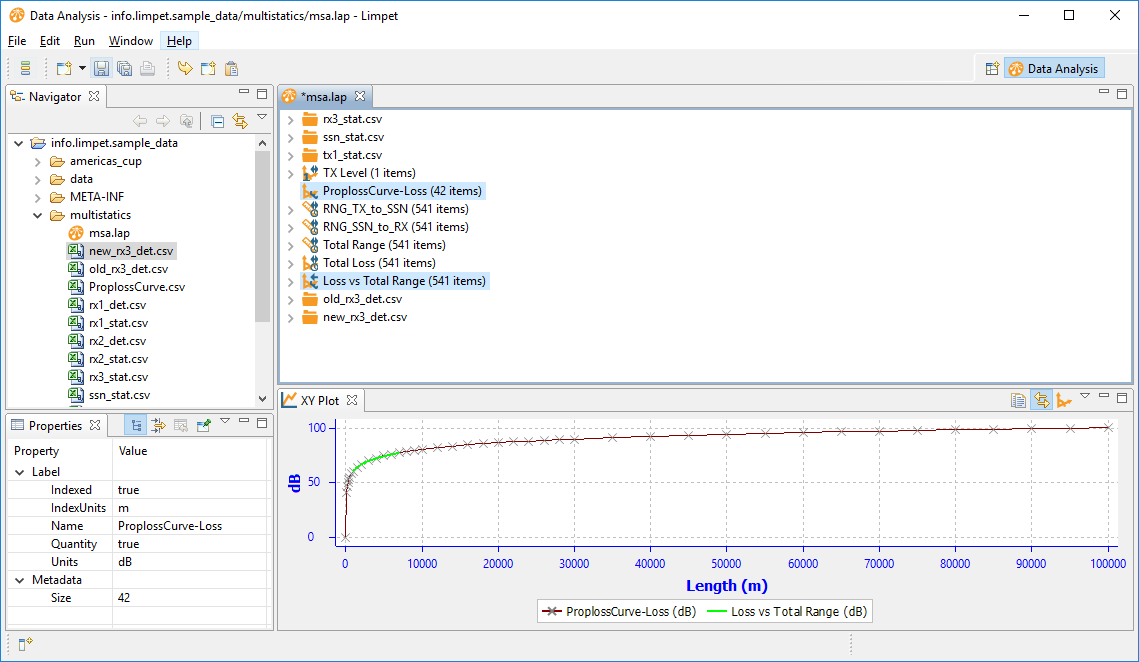 Data Analysis - info.limpet.sample_data/multistatics/msa.lap - Limpet
File Edit Run Window Help
Data Analysis
Navigator
info.limpet.sample_data
americas_cup
data
META-INF
multistatics
msa.lap
new_rx3_det.csv
old_rx3_det.csv
ProplossCurve.csv
rx1_det.csv
rx1_stat.csv
rx2_det.csv
rx2_stat.csv
rx3_stat.csv
ssn_stat.csv
*msa.lap
rx3_stat.csv
ssn_stat.csv
tx1_stat.csv
TX Level (1 items)
ProplossCurve-Loss (42 items)
RNG_TX_to_SSN (541 items)
RNG_SSN_to_RX (541 items)
Total Range (541 items)
Total Loss (541 items)
Loss vs Total Range (541 items)
old_rx3_det.csv
new_rx3_det.csv
Properties
Property Value
Label
Indexed true
IndexUnits m
Name ProplossCurve-Loss
Quantity true
Units dB
Metadata
Size 42
XY Plot
100
50
0
dB
0 10000 20000 30000 40000 50000 60000 70000 80000 90000 100000
Length (m)
ProplossCurve-Loss (dB) Loss vs Total Range (dB)